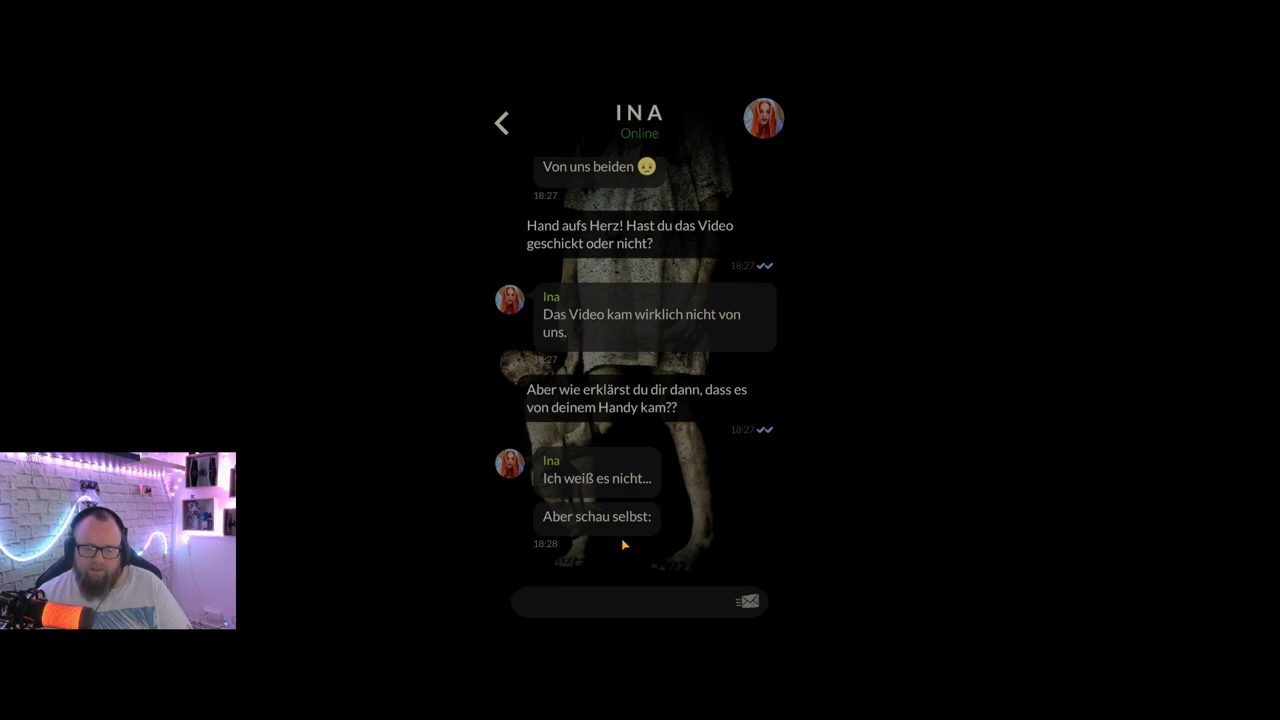 INA
Online
Von uns beiden 😞
18:27
Hand aufs Herz! Hast du das Video
geschickt oder nicht?
18:27
Ina
Das Video kam wirklich nicht von
uns.
18:27
Aber wie erklärst du dir dann, dass es
von deinem Handy kam??
18:27
Ina
Ich weiß es nicht...
Aber schau selbst:
18:28